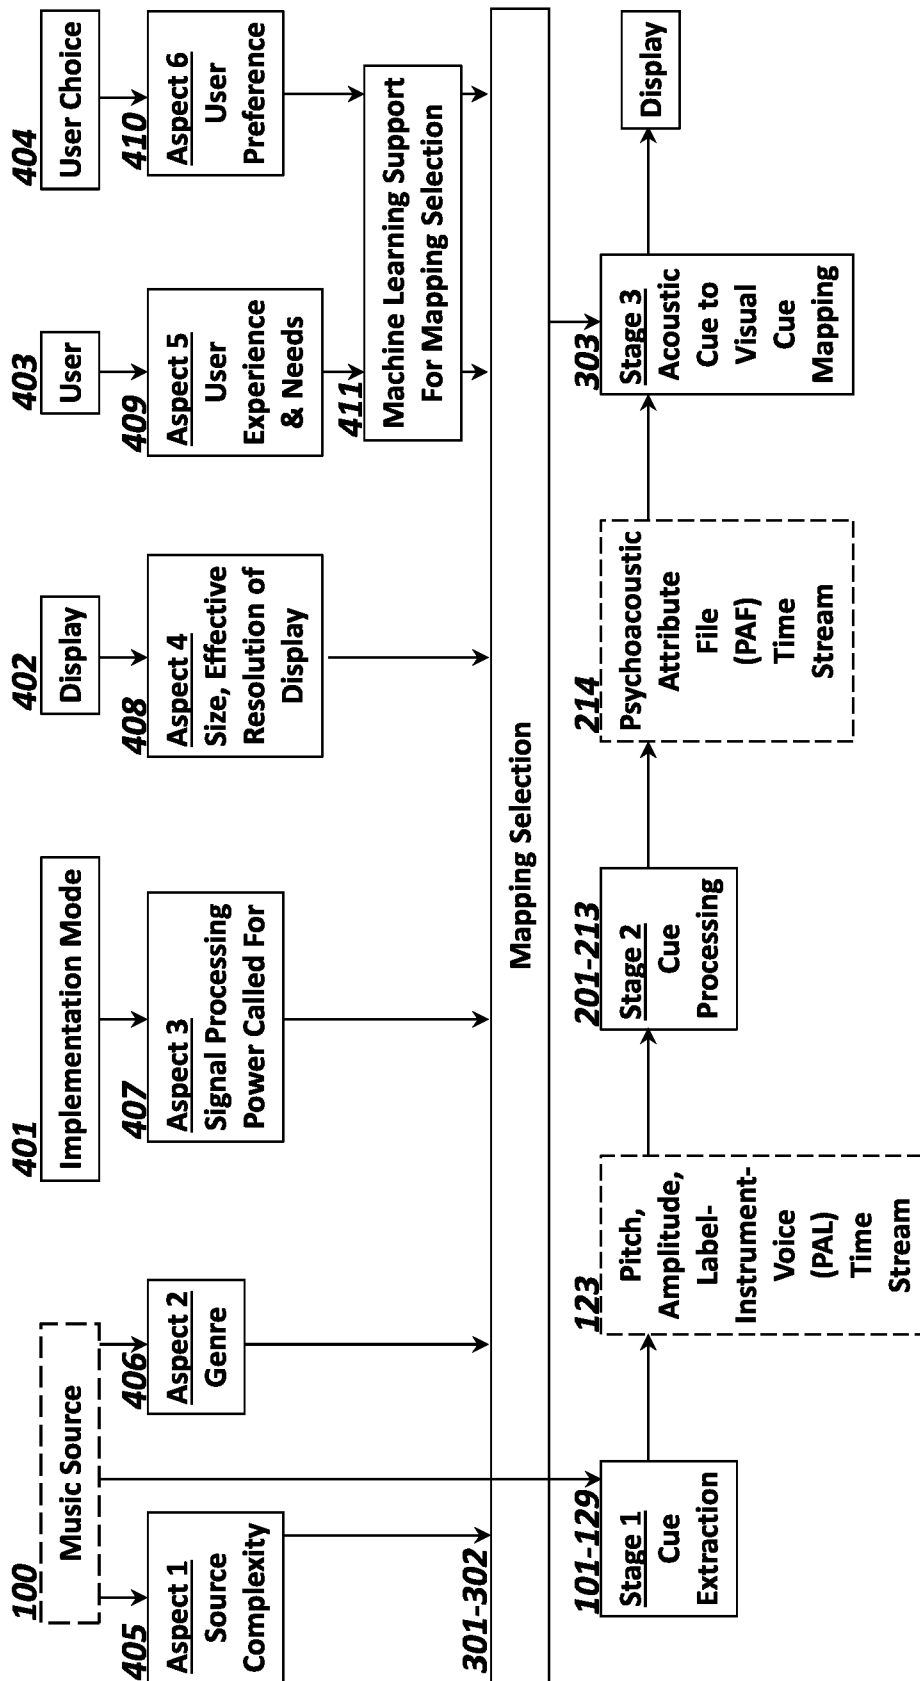 100
Music Source
401
Implementation Mode
402
Display
403
User
404
User Choice
405
Aspect 1
Source
Complexity
406
Aspect 2
Genre
407
Aspect 3
Signal Processing
Power Called For
408
Aspect 4
Size, Effective
Resolution of
Display
409
Aspect 5
User
Experience
& Needs
410
Aspect 6
User
Preference
411
Machine Learning Support
For Mapping Selection
301-302
Mapping Selection
101-129
Stage 1
Cue
Extraction
123
Pitch,
Amplitude,
Label-
Instrument-
Voice
(PAL)
Time
Stream
201-213
Stage 2
Cue
Processing
214
Psychoacoustic
Attribute
File
(PAF)
Time
Stream
303
Stage 3
Acoustic
Cue to
Visual
Cue
Mapping
Display